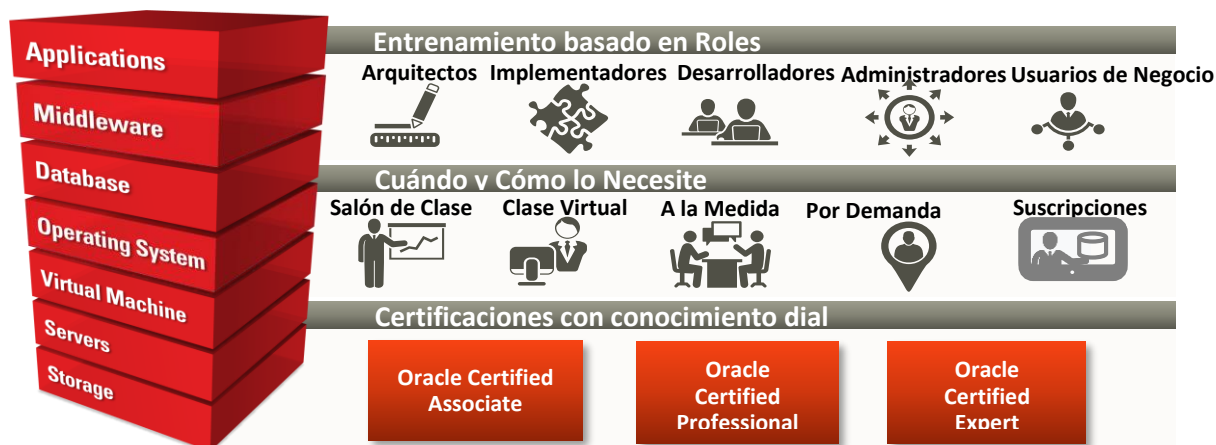 Applications
Middleware
Database
Operating System
Virtual Machine
Servers
Storage
Entrenamiento basado en Roles
Arquitectos Implementadores Desarrolladores Administradores Usuarios de Negocio
Cuándo y Cómo lo Necesite
Salón de Clase Clase Virtual A la Medida Por Demanda Suscripciones
Certificaciones con conocimiento dial
Oracle Certified
Associate
Oracle
Certified
Professional
Oracle
Certified
Expert